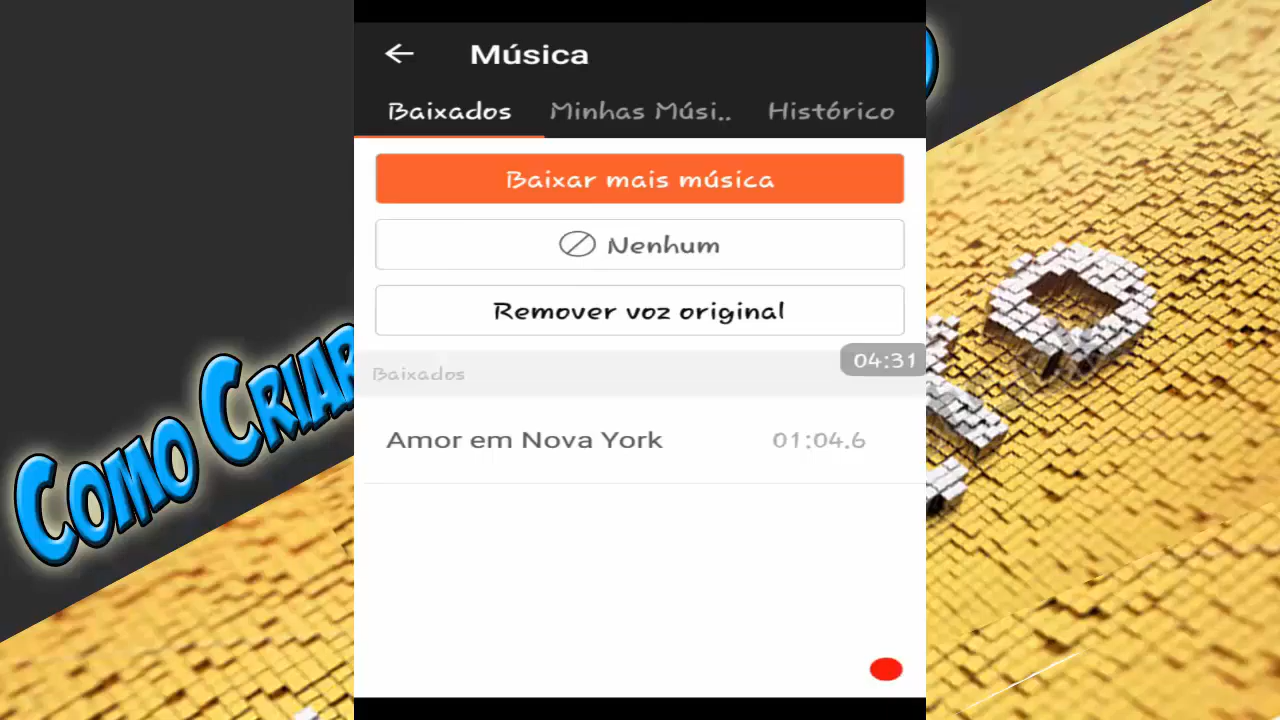 Música
Baixados Minhas Músi.. Histórico
Baixar mais música
Nenhum
Remover voz original
04:31
Baixados
Amor em Nova York 01:04.6
Como Criar